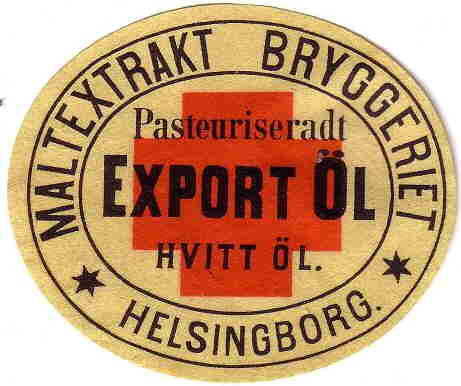 MALTEXTRAKT BRYGGERIET
Pasteuriseradt
EXPORT ÖL
HVITT ÖL.
HELSINGBORG.